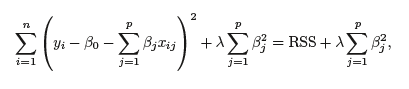 $$\sum_{i=1}^{n} \left( y_i - \beta_0 - \sum_{j=1}^{p} \beta_j x_{ij} \right)^2 + \lambda \sum_{j=1}^{p} \beta_j^2 = \mathrm{RSS} + \lambda \sum_{j=1}^{p} \beta_j^2,$$